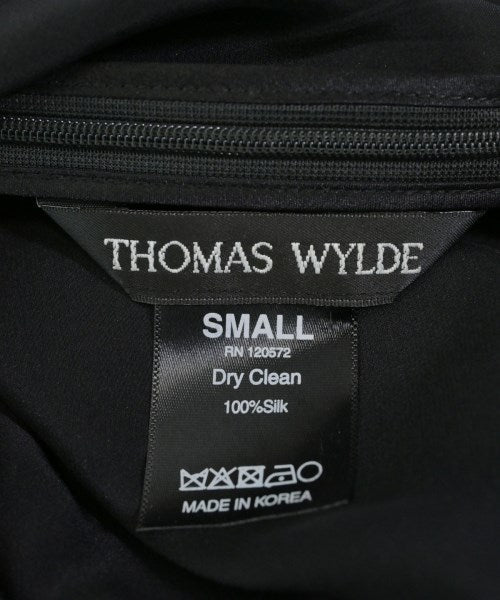 THOMAS WYLDE
SMALL
RN 120572
Dry Clean
100%Silk
MADE IN KOREA